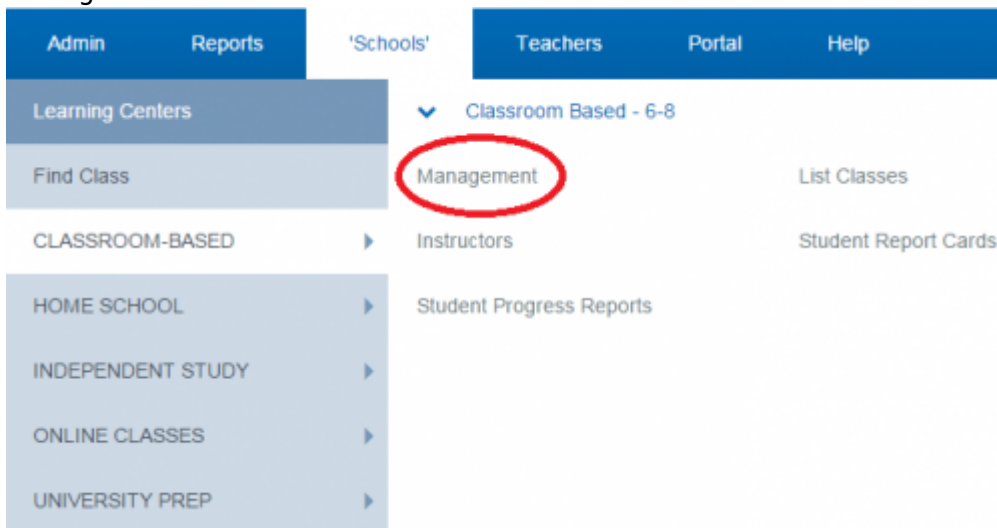 Admin Reports 'Schools' Teachers Portal Help
Learning Centers
Classroom Based - 6-8
Find Class
Management
List Classes
CLASSROOM-BASED
Instructors
Student Report Cards
HOME SCHOOL
Student Progress Reports
INDEPENDENT STUDY
ONLINE CLASSES
UNIVERSITY PREP